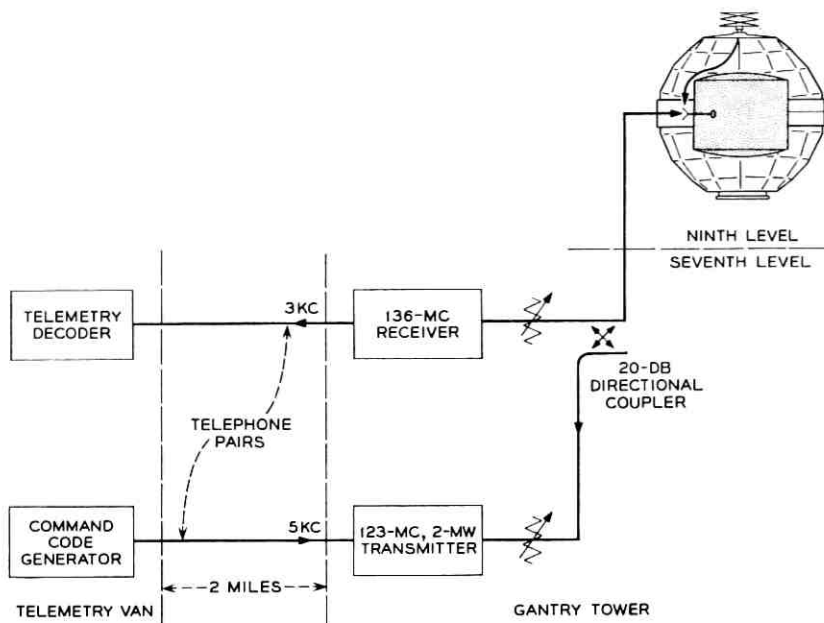 NINTH LEVEL
SEVENTH LEVEL
TELEMETRY
DECODER
3KC
136-MC
RECEIVER
20-DB
DIRECTIONAL
COUPLER
TELEPHONE
PAIRS
COMMAND
CODE
GENERATOR
5KC
123-MC, 2-MW
TRANSMITTER
2 MILES
TELEMETRY VAN
GANTRY TOWER